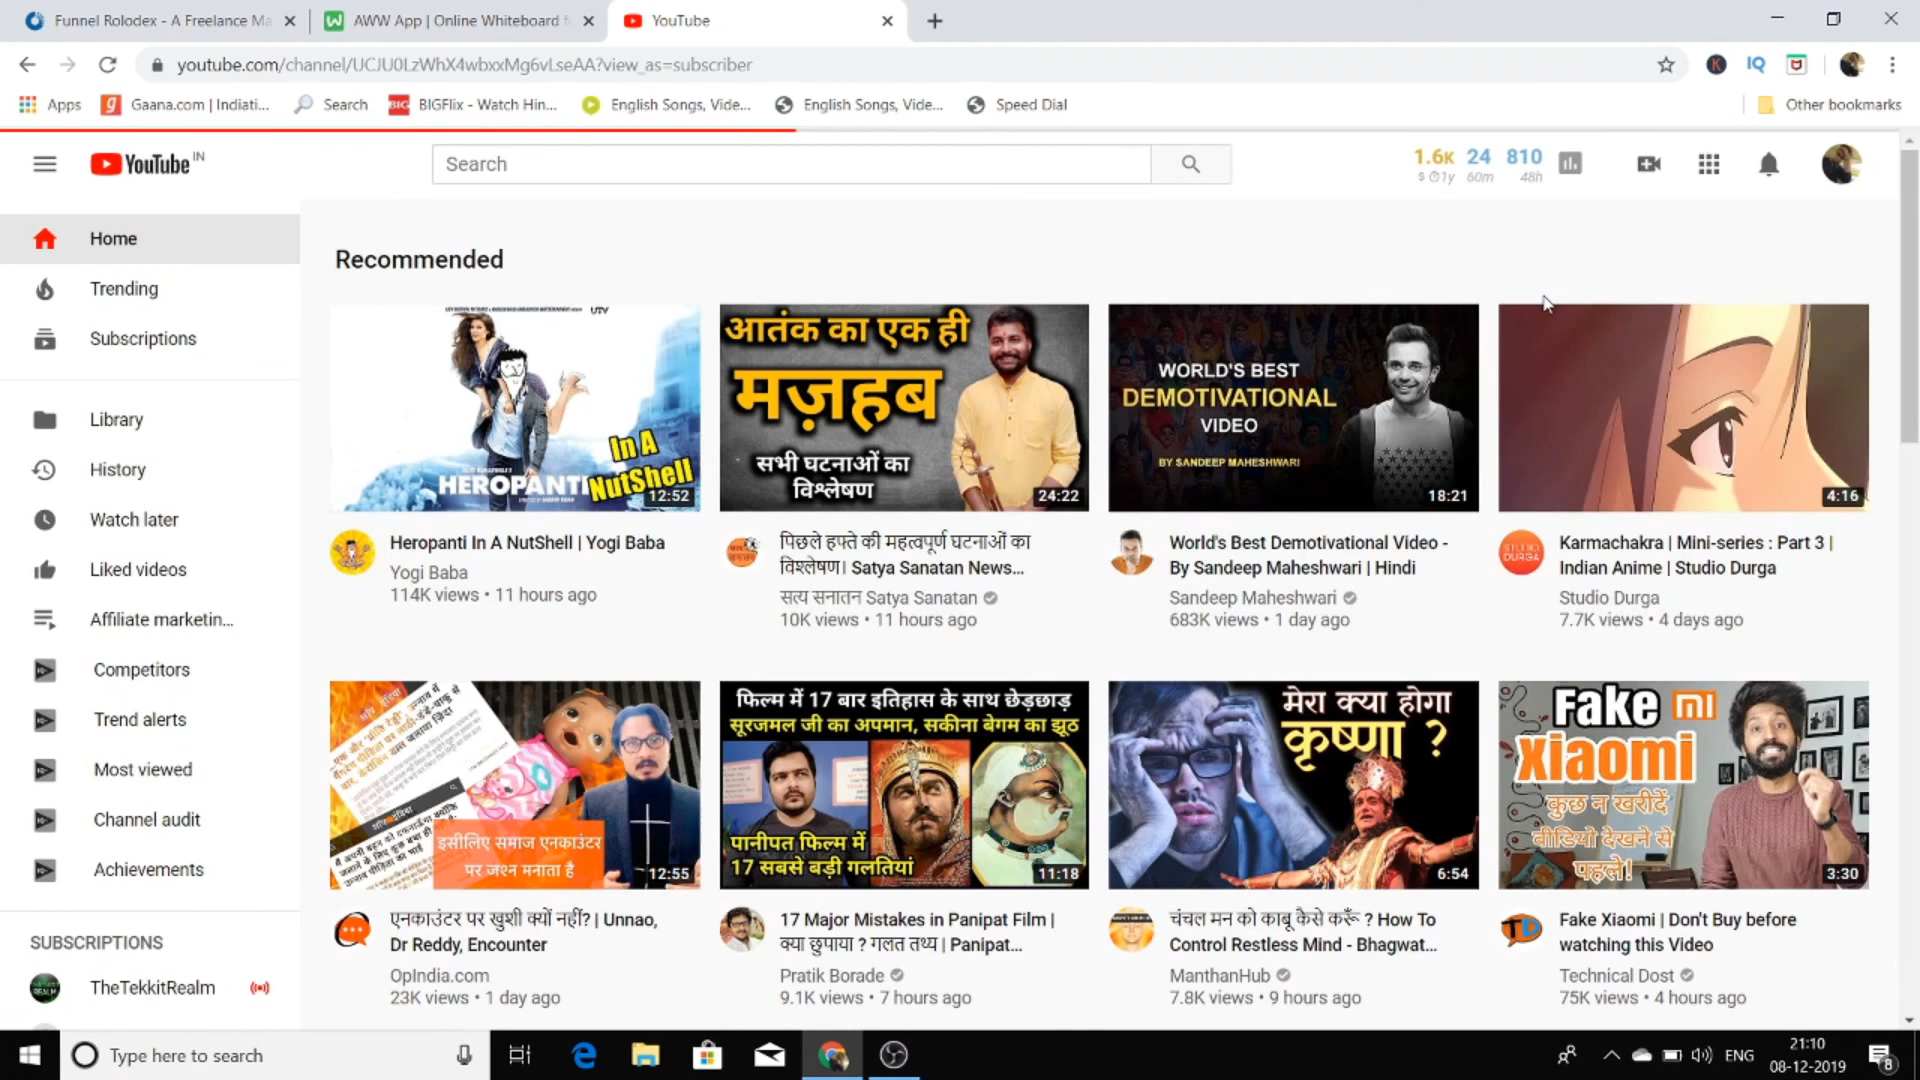 Funnel Rolodex - A Freelance Ma
AWW App | Online Whiteboard f
YouTube
youtube.com/channel/UCJU0LzWhX4wbxxMg6vLseAA?view_as=subscriber
Apps
Gaana.com | Indiati...
Search
BIGFlix - Watch Hin...
English Songs, Vide...
English Songs, Vide...
Speed Dial
Other bookmarks
YouTube IN
Search
1.6K 24 810
$ 1y 60m 48h
Home
Trending
Subscriptions
Library
History
Watch later
Liked videos
Affiliate marketin...
Competitors
Trend alerts
Most viewed
Channel audit
Achievements
SUBSCRIPTIONS
TheTekkitRealm
Recommended
UTV
HEROPANTI
In A
NutShell
12:52
आतंक का एक ही
मज़हब
सभी घटनाओं का
विश्लेषण
24:22
WORLD'S BEST
DEMOTIVATIONAL
VIDEO
BY SANDEEP MAHESHWARI
18:21
4:16
Heropanti In A NutShell | Yogi Baba
Yogi Baba
114K views • 11 hours ago
पिछले हफ्ते की महत्वपूर्ण घटनाओं का
विश्लेषण। Satya Sanatan News...
सत्य सनातन Satya Sanatan
10K views • 11 hours ago
World's Best Demotivational Video -
By Sandeep Maheshwari | Hindi
Sandeep Maheshwari
683K views • 1 day ago
STUDIO
DURGA
Karmachakra | Mini-series : Part 3 |
Indian Anime | Studio Durga
Studio Durga
7.7K views • 4 days ago
इसीलिए समाज एनकाउंटर
पर जश्न मनाता है
12:55
फिल्म में 17 बार इतिहास के साथ छेड़छाड़
सूरजमल जी का अपमान, सकीना बेगम का झूठ
पानीपत फिल्म में
17 सबसे बड़ी गलतियां
11:18
मेरा क्या होगा
कृष्णा ?
6:54
Fake mi
Xiaomi
कुछ न खरीदें
वीडियो देखने से
पहले!
3:30
एनकाउंटर पर खुशी क्यों नहीं? | Unnao,
Dr Reddy, Encounter
OpIndia.com
23K views • 1 day ago
17 Major Mistakes in Panipat Film |
क्या छुपाया ? गलत तथ्य | Panipat...
Pratik Borade
9.1K views • 7 hours ago
चंचल मन को काबू कैसे करूँ ? How To
Control Restless Mind - Bhagwat...
ManthanHub
7.8K views • 9 hours ago
TD
Fake Xiaomi | Don't Buy before
watching this Video
Technical Dost
75K views • 4 hours ago
Type here to search
ENG
21:10
08-12-2019
8